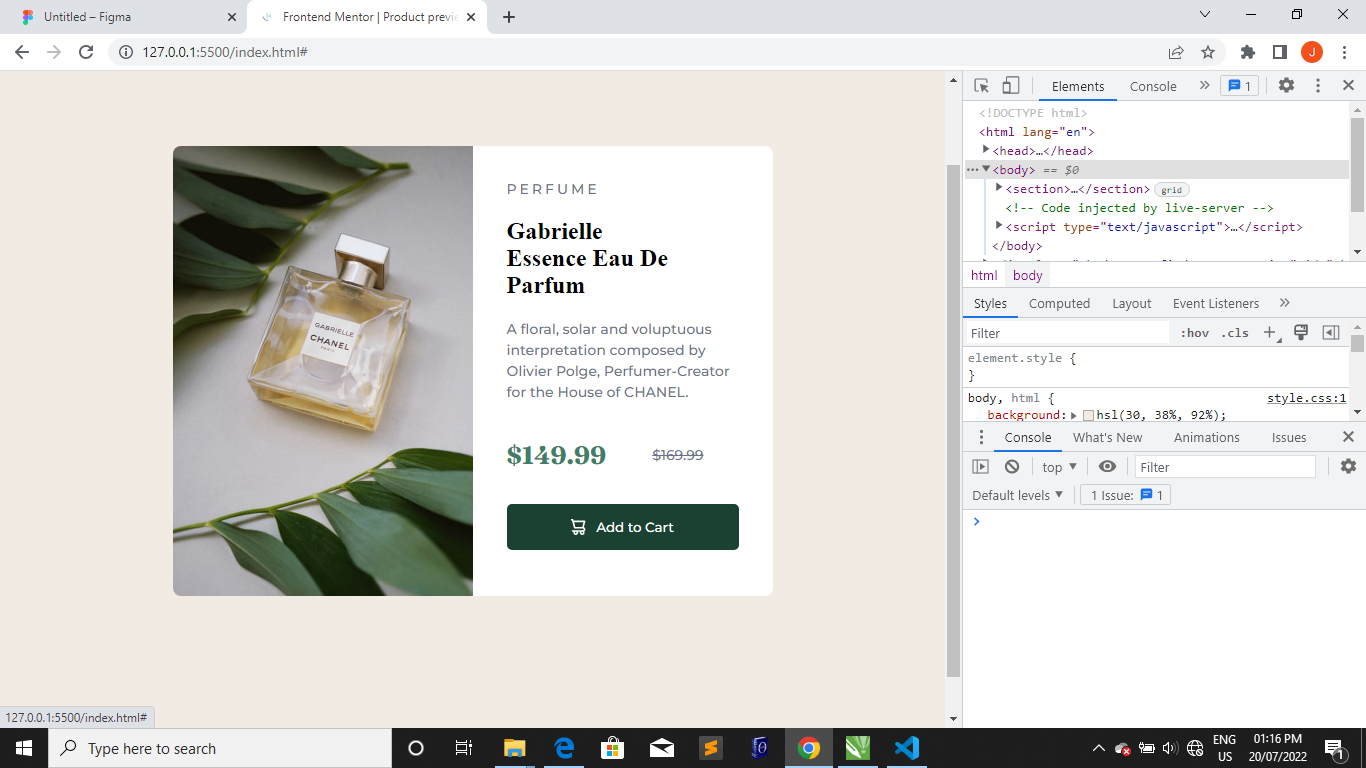 Untitled – Figma
Frontend Mentor | Product previe
127.0.0.1:5500/index.html#
J
PERFUME
Gabrielle
Essence Eau De
Parfum
A floral, solar and voluptuous
interpretation composed by
Olivier Polge, Perfumer-Creator
for the House of CHANEL.
$149.99 $169.99
Add to Cart
GABRIELLE
CHANEL
PARIS
Elements Console » 1
<!DOCTYPE html>
<html lang="en">
<head>…</head>
<body> == $0
<section>…</section> grid
<!-- Code injected by live-server -->
<script type="text/javascript">…</script>
</body>
html body
Styles Computed Layout Event Listeners »
Filter :hov .cls
element.style {
}
body, html { style.css:1
background: hsl(30, 38%, 92%);
Console What's New Animations Issues
top Filter
Default levels 1 Issue: 1
127.0.0.1:5500/index.html#
Type here to search
ENG
US
01:16 PM
20/07/2022
1